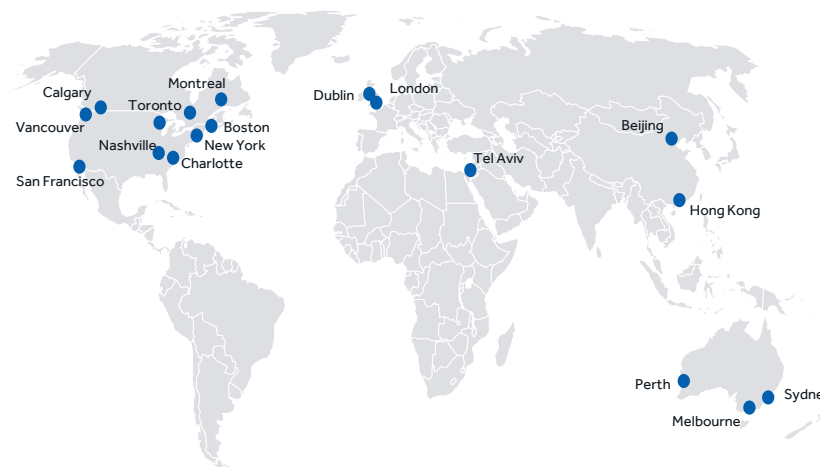 Montreal
Calgary
Toronto
Vancouver
Boston
Nashville
New York
Charlotte
San Francisco
Dublin
London
Tel Aviv
Beijing
Hong Kong
Perth
Sydne
Melbourne